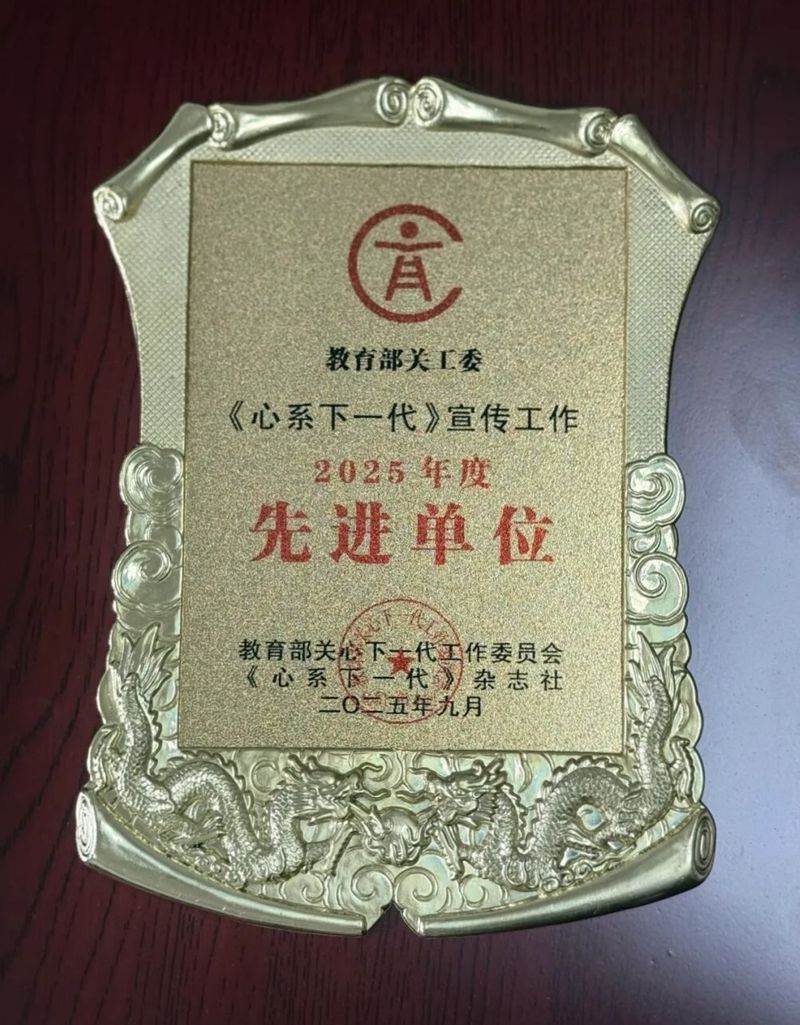 教育部关工委
《心系下一代》宣传工作
2025年度
先进单位
教育部关心下一代工作委员会
《心系下一代》杂志社
二〇二五年九月